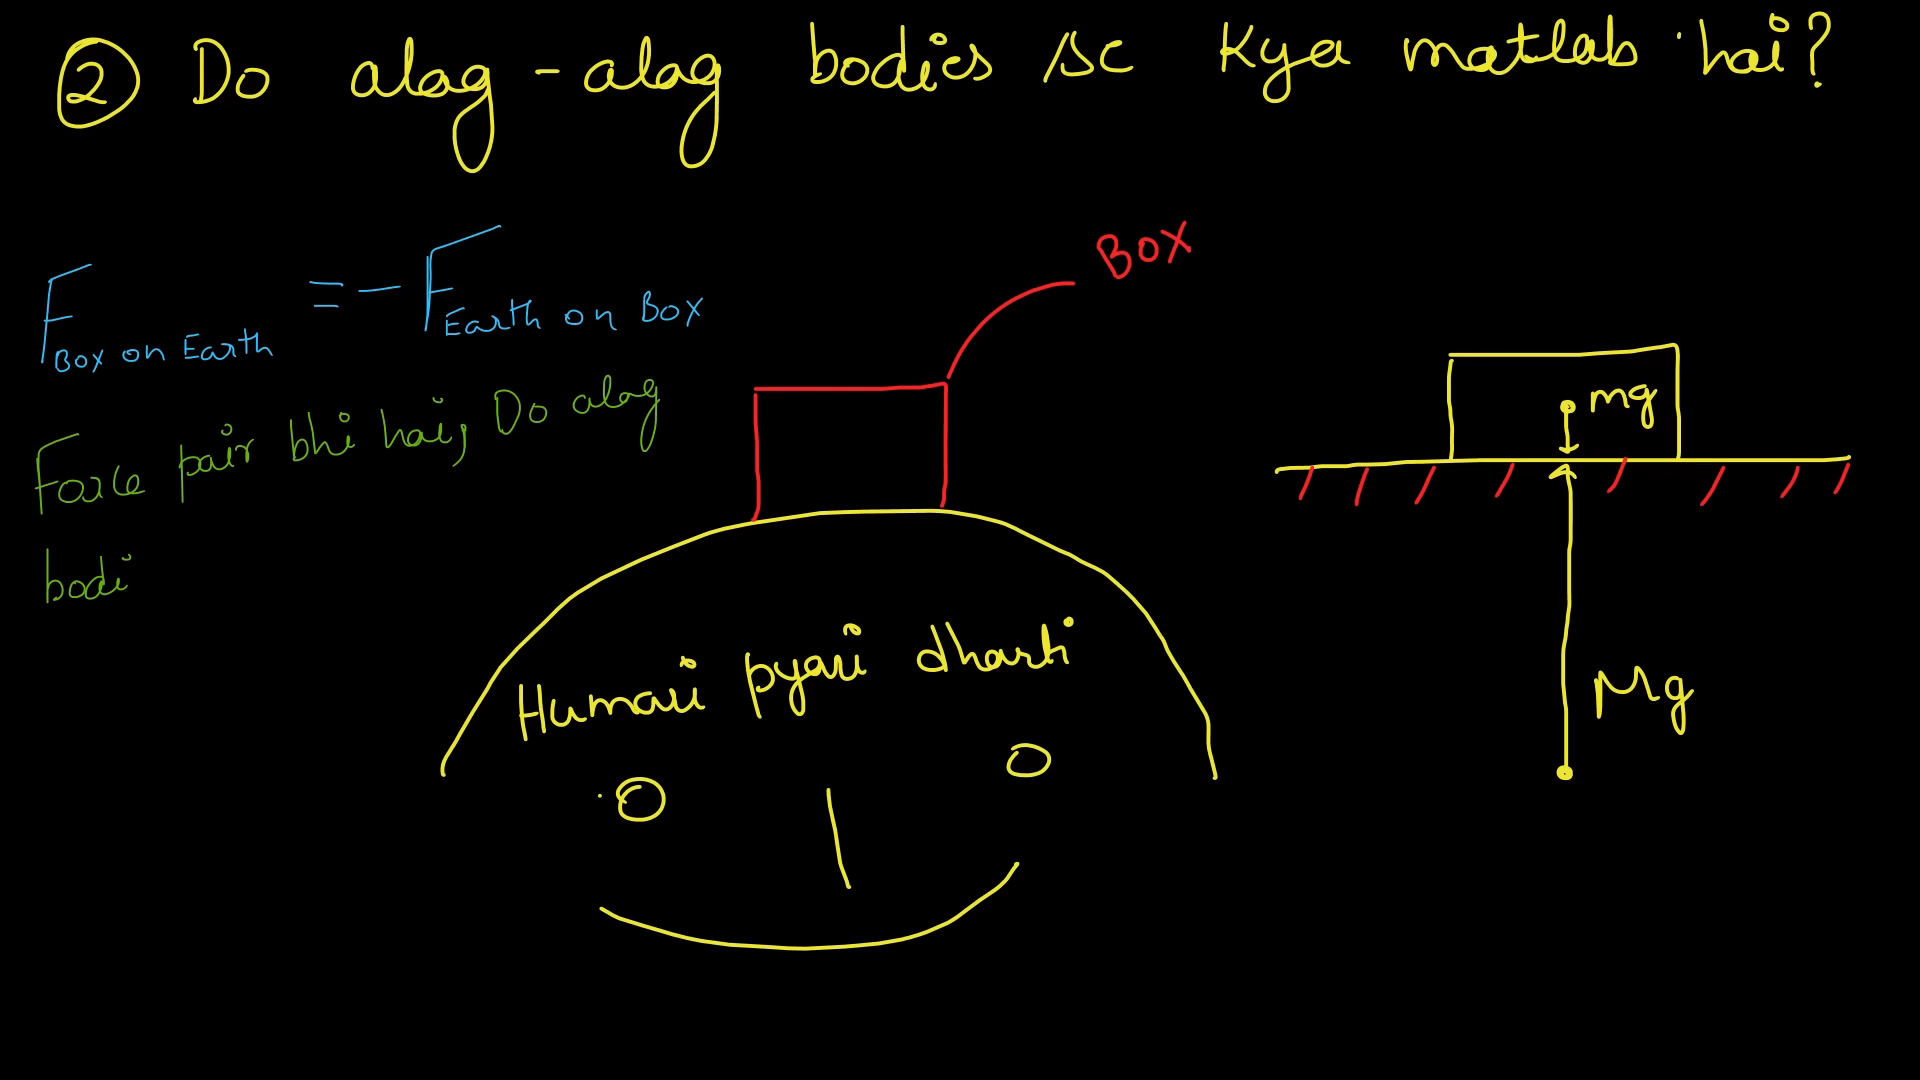 ② Do alag-alag bodies se kya matlab hai?
F Box on Earth = - F Earth on Box
Box
Force pair bhi hai, Do alag
bodi
mg
Humari pyari dharti
Mg